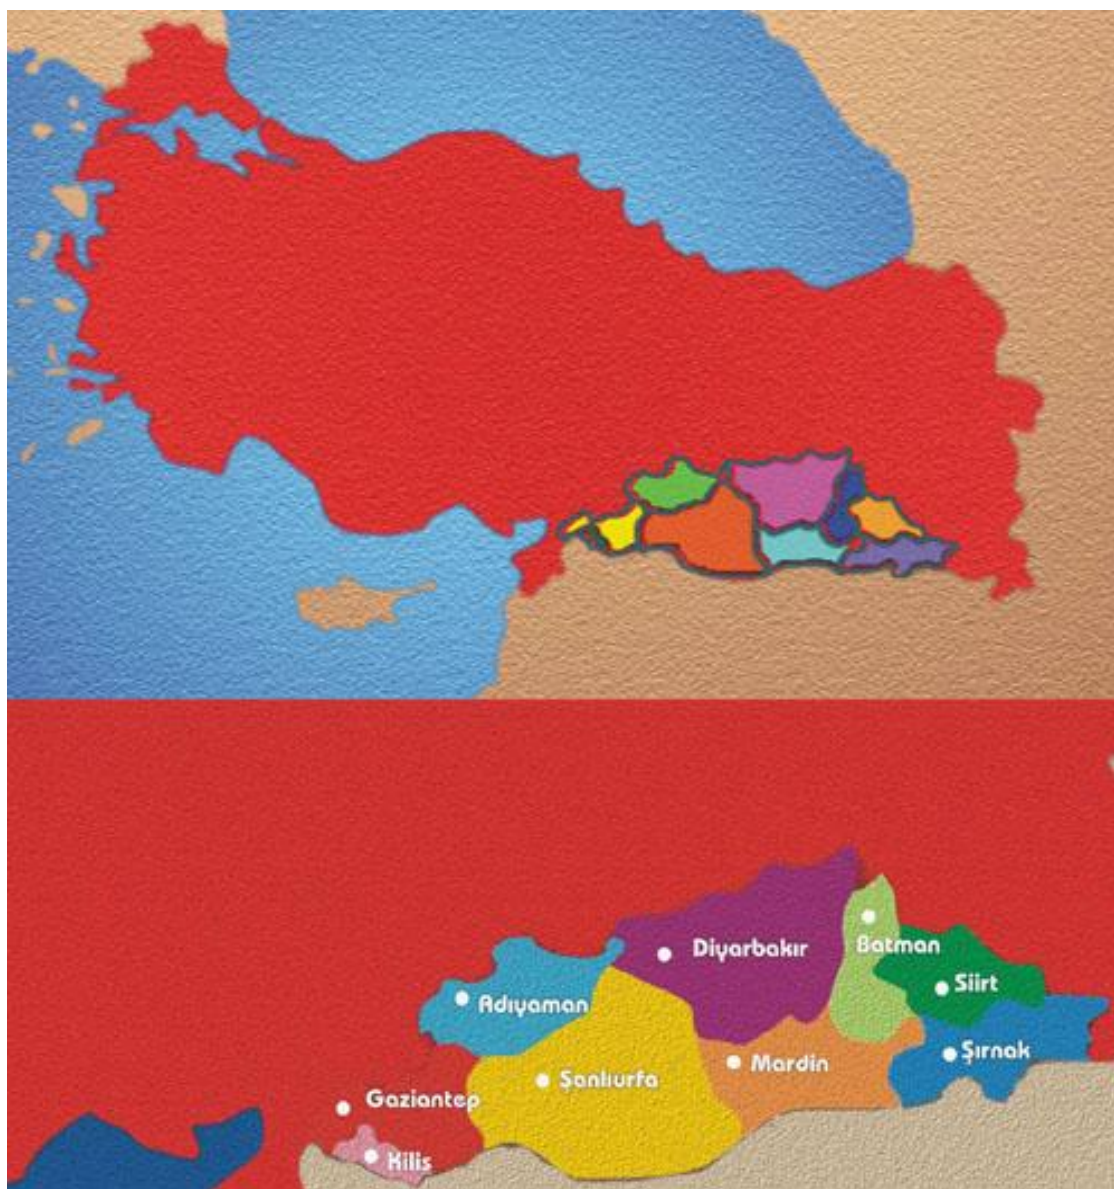 Diyarbakır
Batman
Siirt
Adıyaman
Şırnak
Mardin
Şanlıurfa
Gaziantep
Kilis